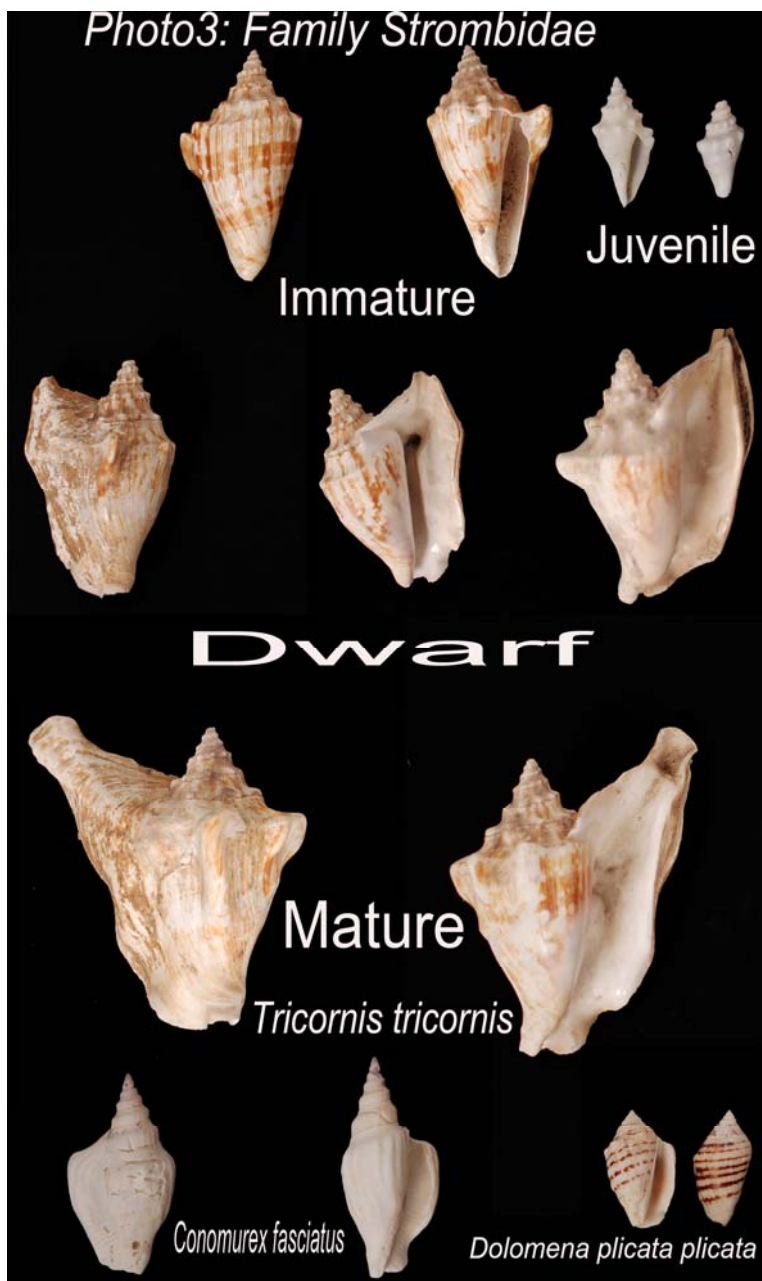 Photo3: Family Strombidae
Juvenile
Immature
Dwarf
Mature
Tricornis tricornis
Conomurex fasciatus
Dolomena plicata plicata